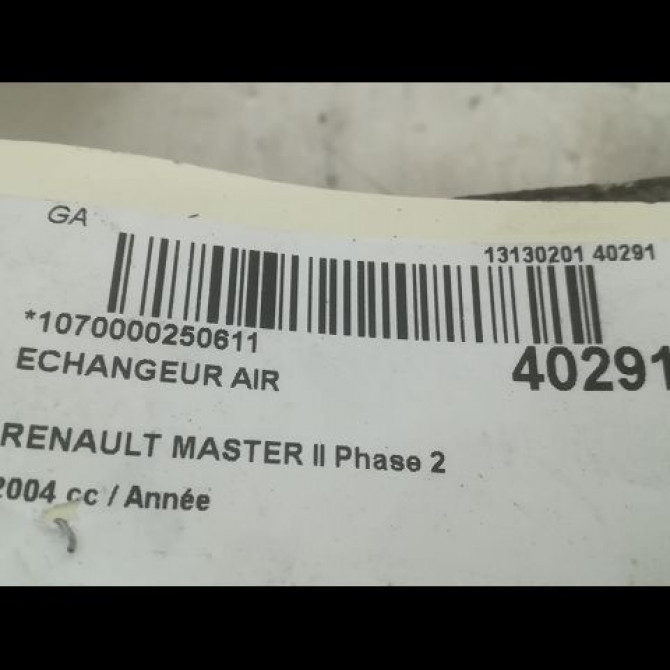 GA
13130201 40291
*1070000250611
40291
ECHANGEUR AIR
RENAULT MASTER II Phase 2
2004 cc / Année